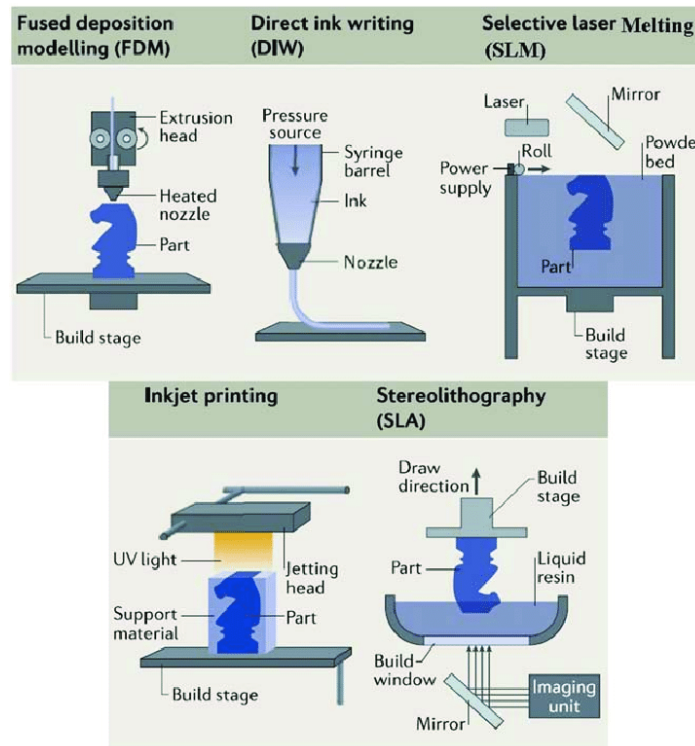 Fused deposition
modelling (FDM)
Direct ink writing
(DIW)
Selective laser Melting
(SLM)
Extrusion
head
Heated
nozzle
Part
Build stage
Pressure
source
Syringe
barrel
Ink
Nozzle
Laser
Mirror
Roll
Power
supply
Powde
bed
Part
Build
stage
Inkjet printing
Stereolithography
(SLA)
UV light
Jetting
head
Support
material
Part
Build stage
Draw
direction
Build
stage
Part
Liquid
resin
Build-
window
Mirror
Imaging
unit